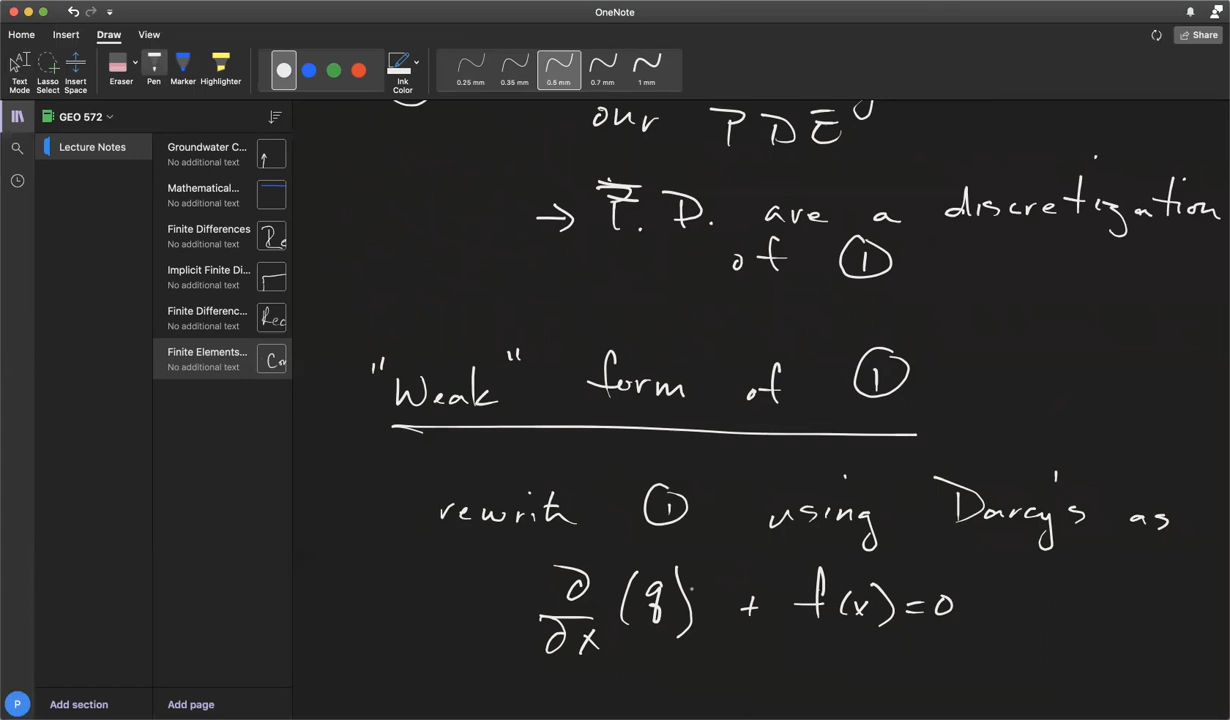 OneNote
Home Insert Draw View
Share
Text Mode
Lasso Select
Insert Space
Eraser
Pen
Marker
Highlighter
Ink Color
0.25 mm
0.35 mm
0.5 mm
0.7 mm
1 mm
GEO 572
Lecture Notes
Groundwater C...
No additional text
Mathematical...
No additional text
Finite Differences
No additional text
Implicit Finite Di...
No additional text
Finite Differenc...
No additional text
Finite Elements...
No additional text
our PDE
→ F. D. are a discretization
of ①
"Weak" form of ①
rewrite ① using Darcy's as
∂/∂x (q) + f(x) = 0
P
Add section
Add page